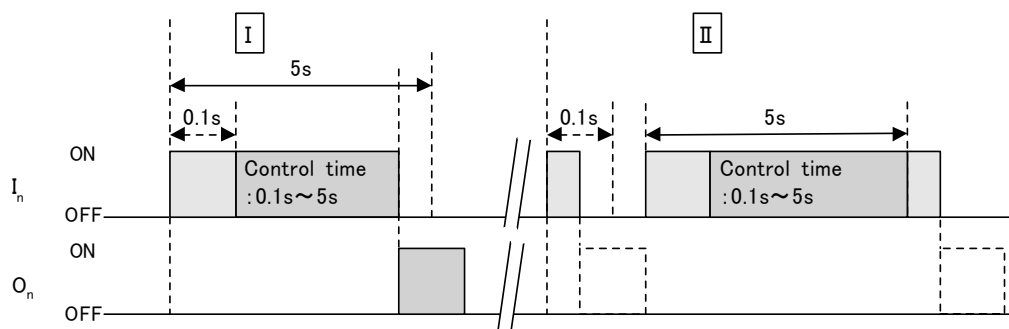 Ⅰ
Ⅱ
5s
0.1s
0.1s
5s
ON
Control time
:0.1s~5s
Control time
:0.1s~5s
In
OFF
ON
On
OFF